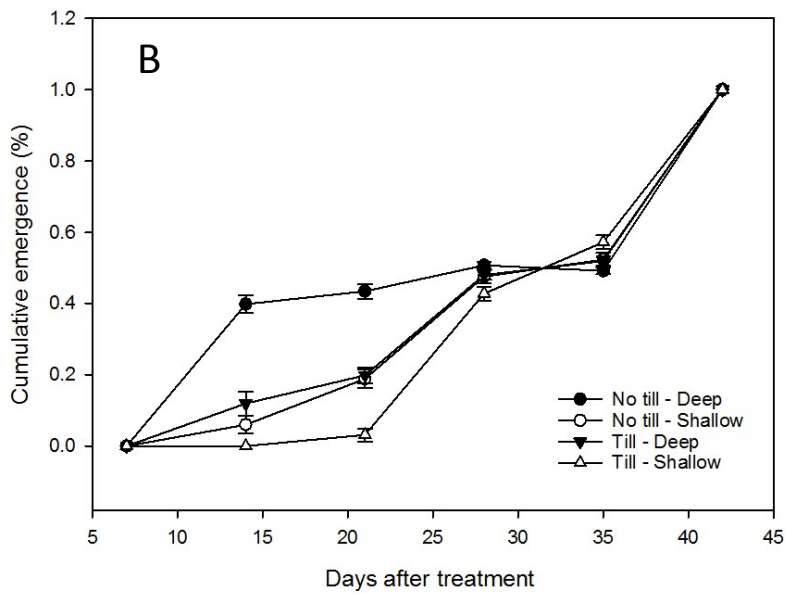 B
1.2
1.0
0.8
0.6
0.4
0.2
0.0
Cumulative emergence (%)
No till - Deep
No till - Shallow
Till - Deep
Till - Shallow
5 10 15 20 25 30 35 40 45
Days after treatment